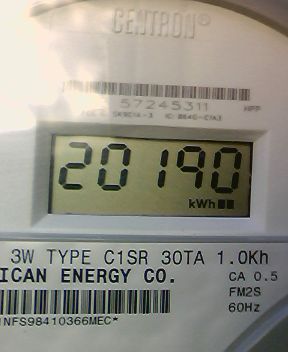 CENTRON®
57245311
20190
kWh
3W TYPE C1SR 30TA 1.0Kh
ICAN ENERGY CO.
CA 0.5
FM2S
60Hz
NFS98410366MEC*